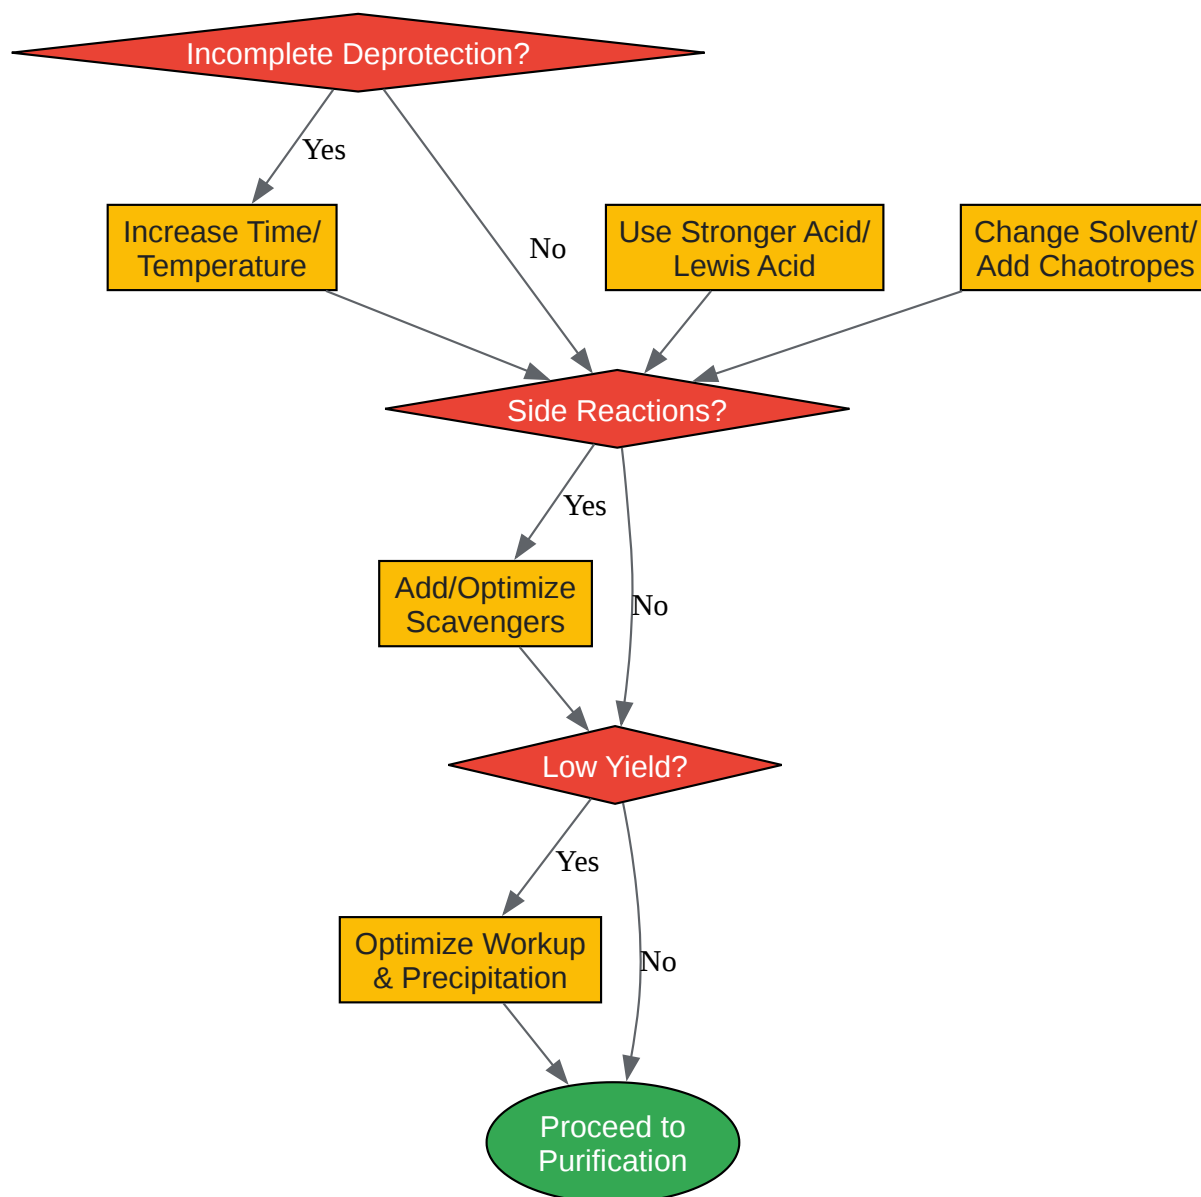 Incomplete Deprotection?
Yes
Increase Time/
Temperature
No
Use Stronger Acid/
Lewis Acid
Change Solvent/
Add Chaotropes
Side Reactions?
Yes
Add/Optimize
Scavengers
No
Low Yield?
Yes
Optimize Workup
& Precipitation
No
Proceed to
Purification